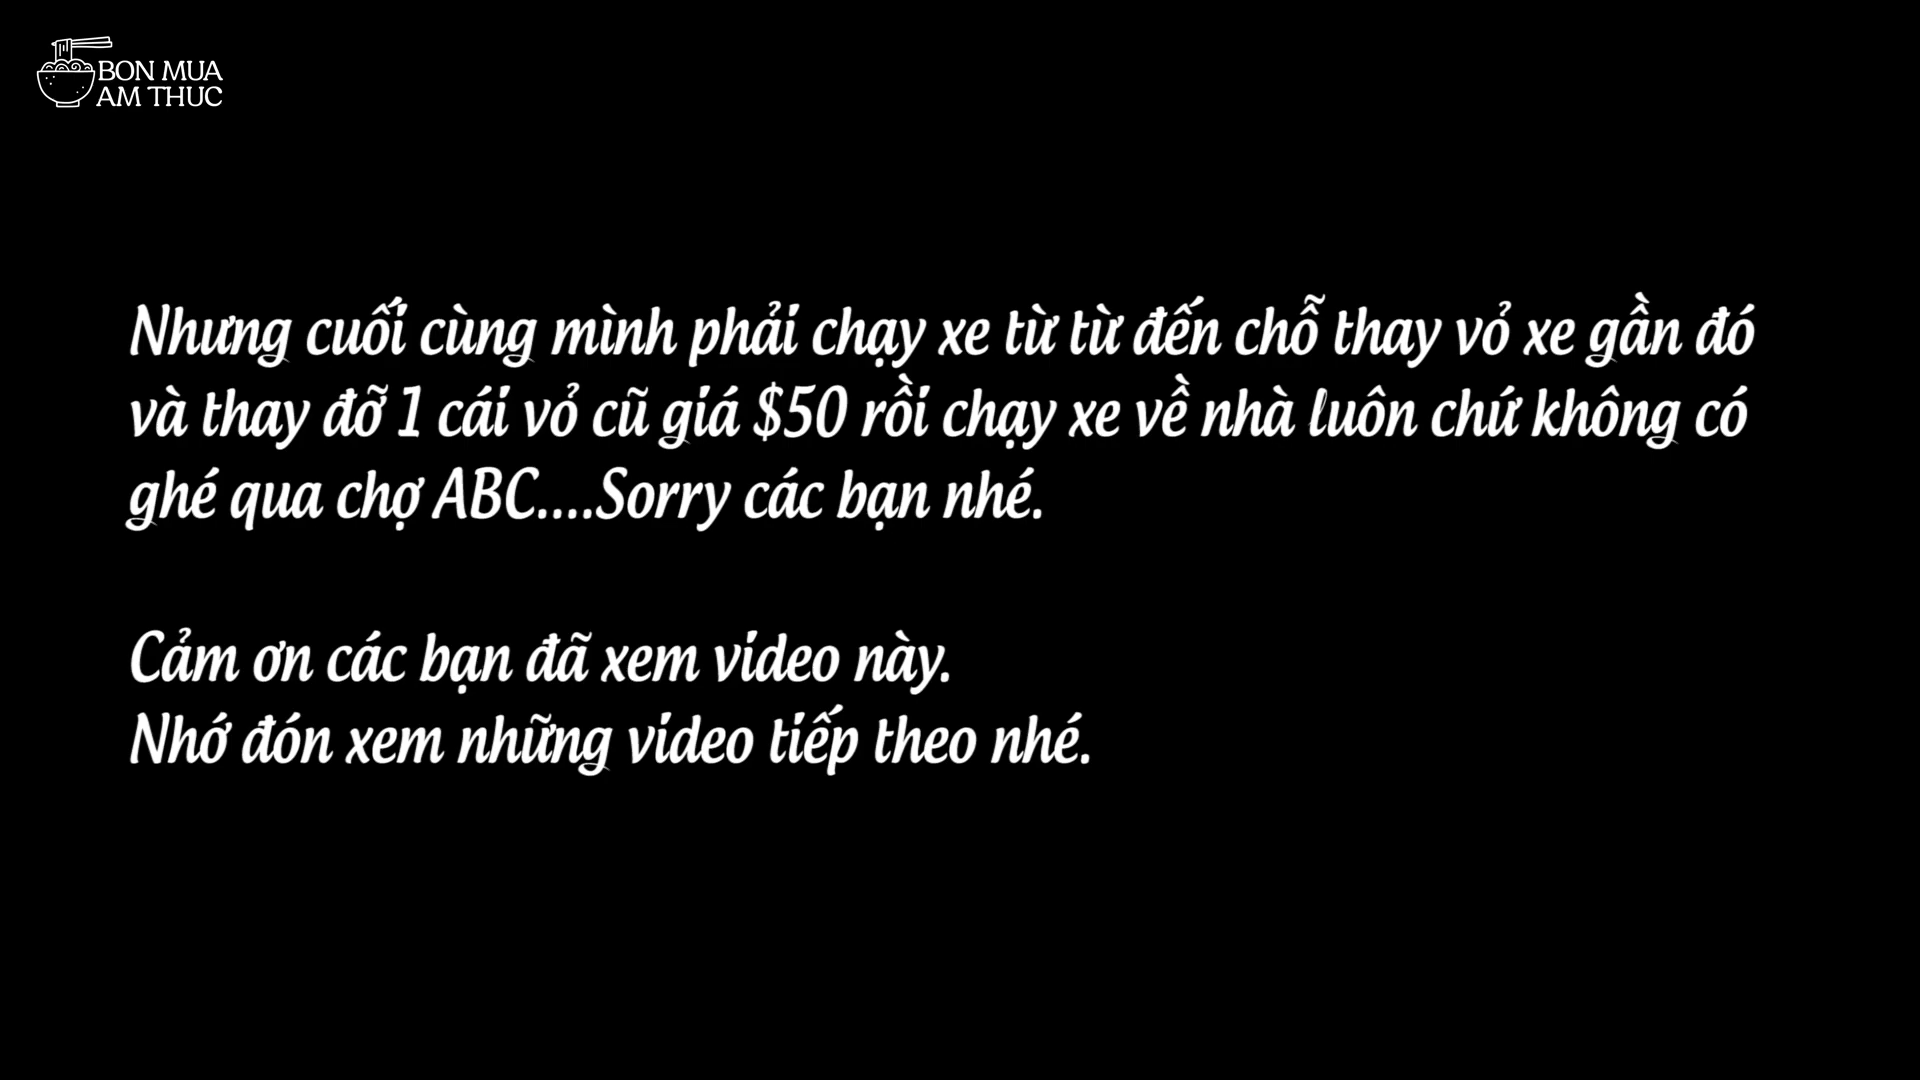 BON MUA
AM THUC
Nhưng cuối cùng mình phải chạy xe từ từ đến chỗ thay vỏ xe gần đó
và thay đỡ 1 cái vỏ cũ giá $50 rồi chạy xe về nhà luôn chứ không có
ghé qua chợ ABC....Sorry các bạn nhé.
Cảm ơn các bạn đã xem video này.
Nhớ đón xem những video tiếp theo nhé.